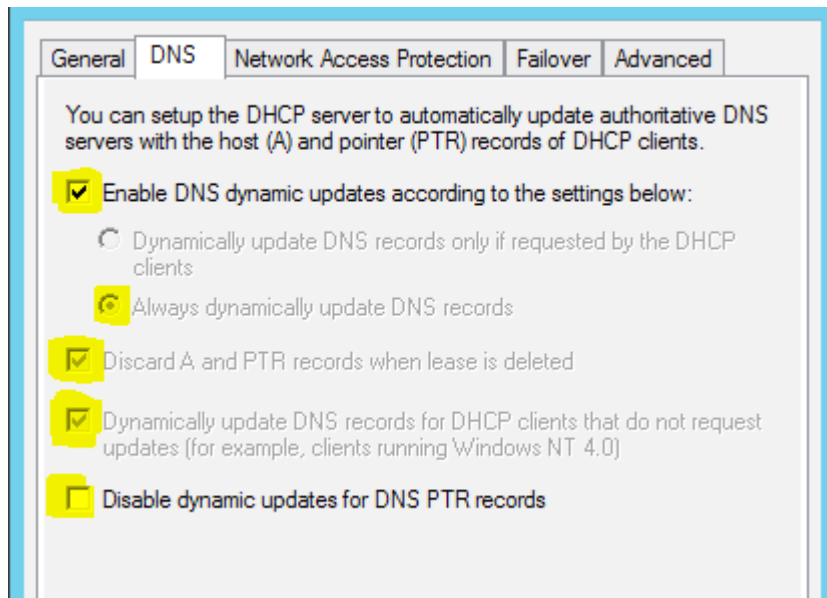 General DNS Network Access Protection Failover Advanced
You can setup the DHCP server to automatically update authoritative DNS
servers with the host (A) and pointer (PTR) records of DHCP clients.
Enable DNS dynamic updates according to the settings below:
Dynamically update DNS records only if requested by the DHCP
clients
Always dynamically update DNS records
Discard A and PTR records when lease is deleted
Dynamically update DNS records for DHCP clients that do not request
updates (for example, clients running Windows NT 4.0)
Disable dynamic updates for DNS PTR records